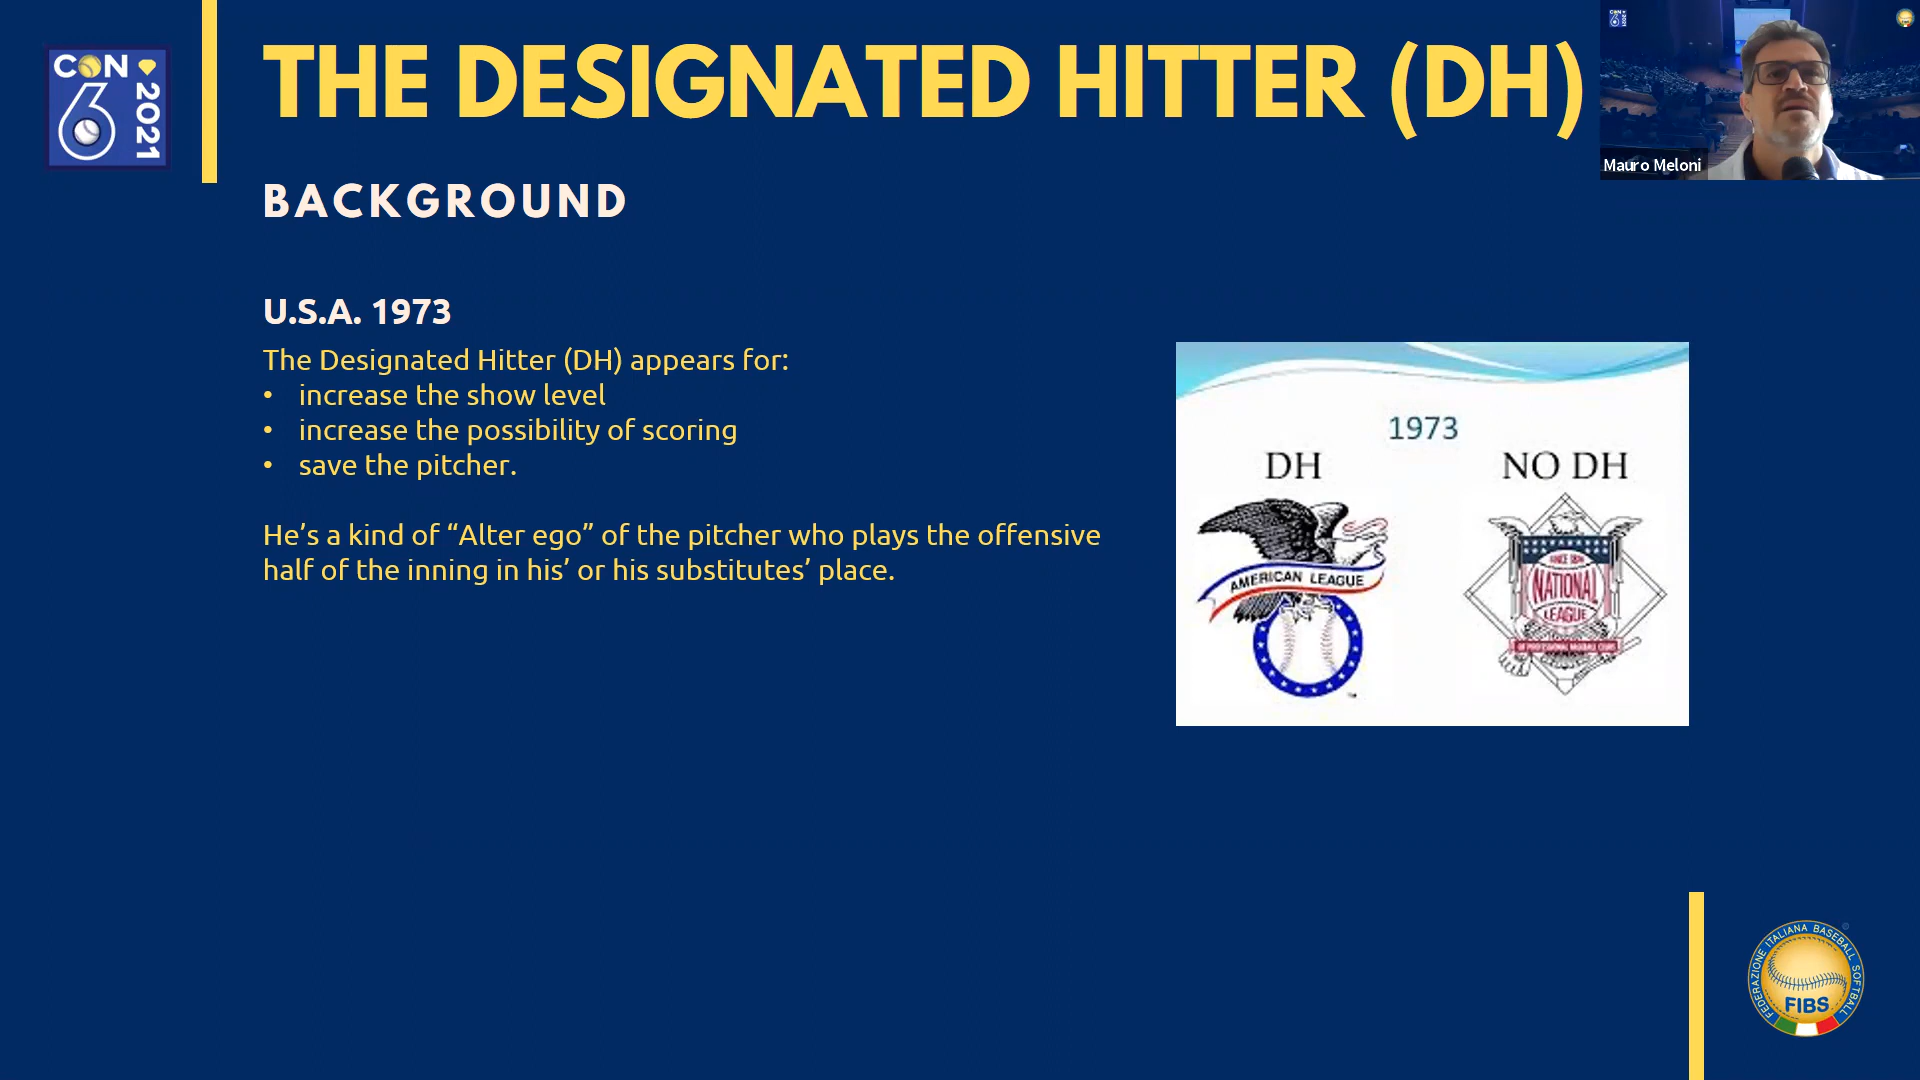 CON
6
2021
THE DESIGNATED HITTER (DH)
Mauro Meloni
BACKGROUND
U.S.A. 1973
The Designated Hitter (DH) appears for:
• increase the show level
• increase the possibility of scoring
• save the pitcher.
He’s a kind of “Alter ego” of the pitcher who plays the offensive
half of the inning in his’ or his substitutes’ place.
1973
DH
NO DH
AMERICAN LEAGUE
NATIONAL
LEAGUE
FEDERAZIONE ITALIANA BASEBALL SOFTBALL
FIBS